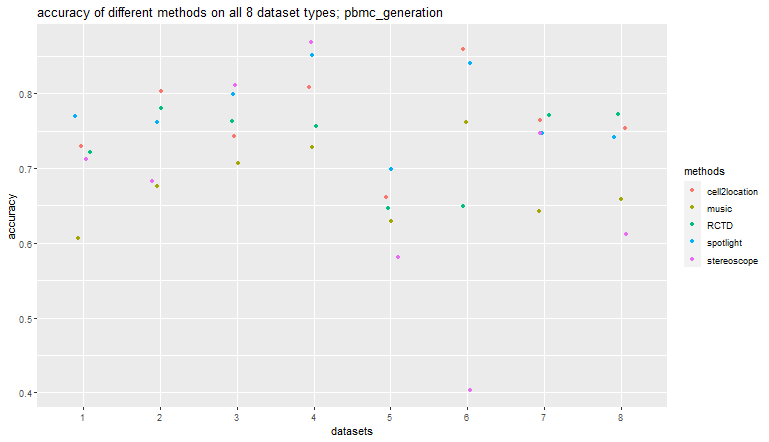 accuracy of different methods on all 8 dataset types; pbmc_generation
accuracy
0.8
0.7
0.6
0.5
0.4
1 2 3 4 5 6 7 8
datasets
methods
cell2location
music
RCTD
spotlight
stereoscope